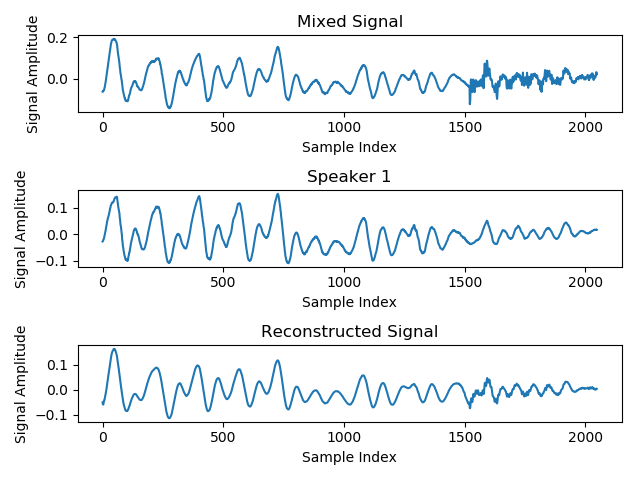 Mixed Signal
Signal Amplitude
0.2
0.0
0 500 1000 1500 2000
Sample Index
Speaker 1
Signal Amplitude
0.1
0.0
−0.1
0 500 1000 1500 2000
Sample Index
Reconstructed Signal
Signal Amplitude
0.1
0.0
−0.1
0 500 1000 1500 2000
Sample Index